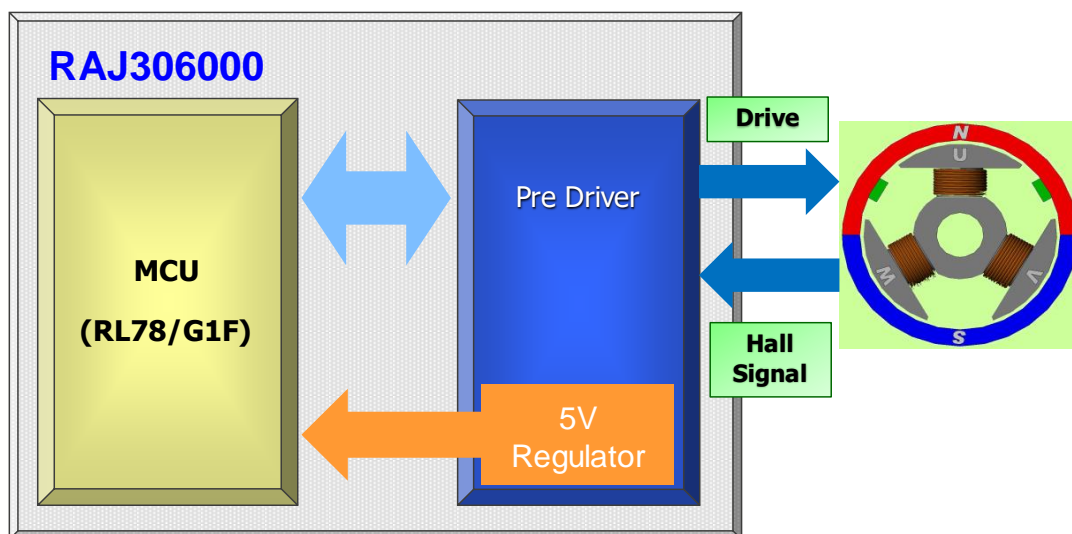 RAJ306000
MCU
(RL78/G1F)
Pre Driver
5V
Regulator
Drive
Hall
Signal
N
U
W
V
S